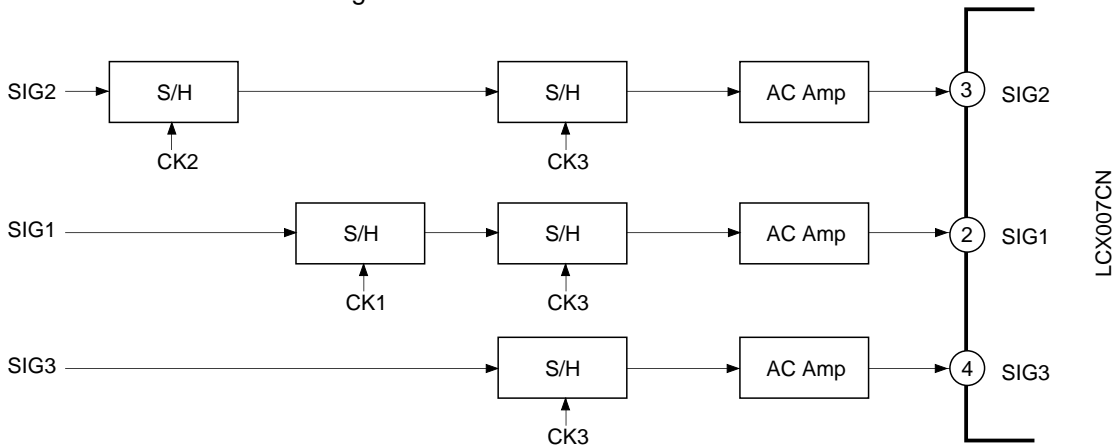 SIG2 S/H S/H AC Amp 3 SIG2
CK2 CK3
SIG1 S/H S/H AC Amp 2 SIG1
CK1 CK3
SIG3 S/H S/H AC Amp 4 SIG3
CK3
LCX007CN